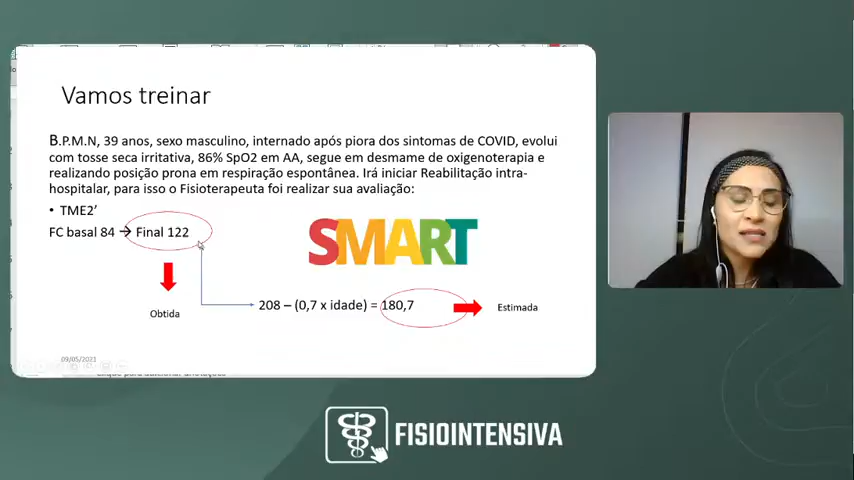 Vamos treinar
B.P.M.N, 39 anos, sexo masculino, internado após piora dos sintomas de COVID, evolui
com tosse seca irritativa, 86% SpO2 em AA, segue em desmame de oxigenoterapia e
realizando posição prona em respiração espontânea. Irá iniciar Reabilitação intra-
hospitalar, para isso o Fisioterapeuta foi realizar sua avaliação:
• TME2’
FC basal 84 → Final 122
SMART
208 – (0,7 x idade) = 180,7
Estimada
Obtida
09/05/2021
FISIOINTENSIVA